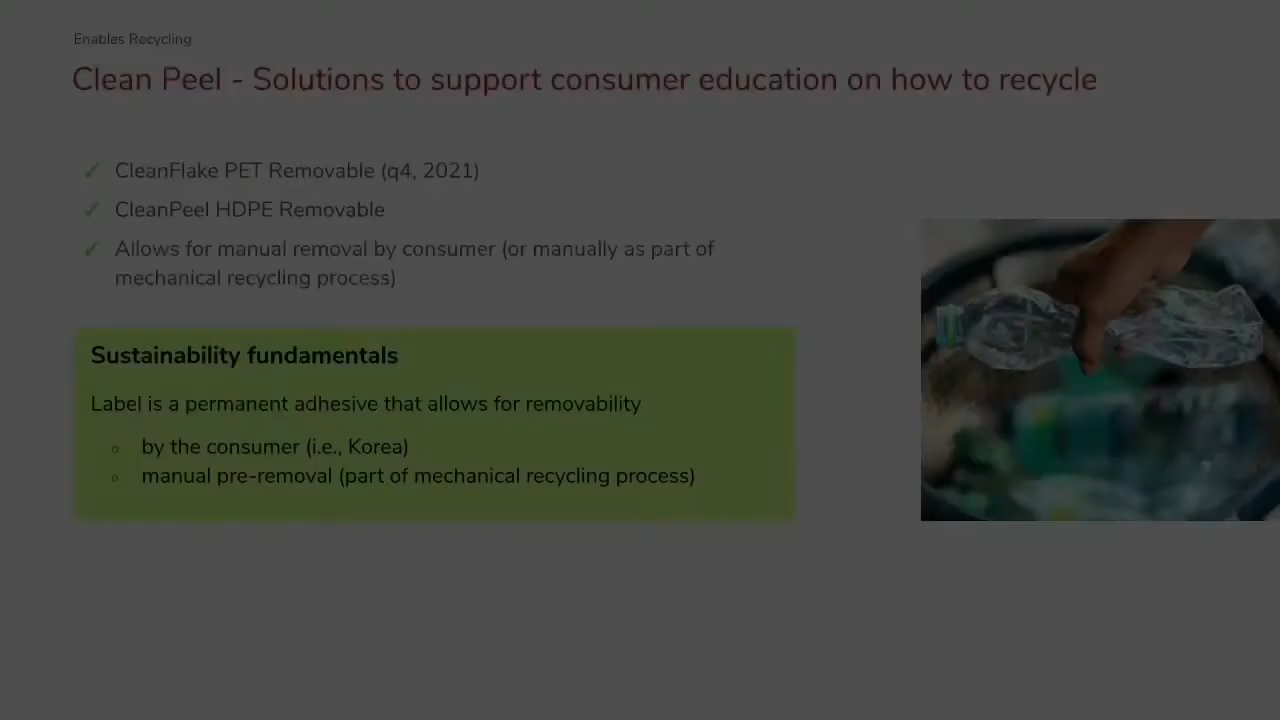 Enables Recycling
Clean Peel - Solutions to support consumer education on how to recycle
✓ CleanFlake PET Removable (q4, 2021)
✓ CleanPeel HDPE Removable
✓ Allows for manual removal by consumer (or manually as part of
mechanical recycling process)
Sustainability fundamentals
Label is a permanent adhesive that allows for removability
○ by the consumer (i.e., Korea)
○ manual pre-removal (part of mechanical recycling process)